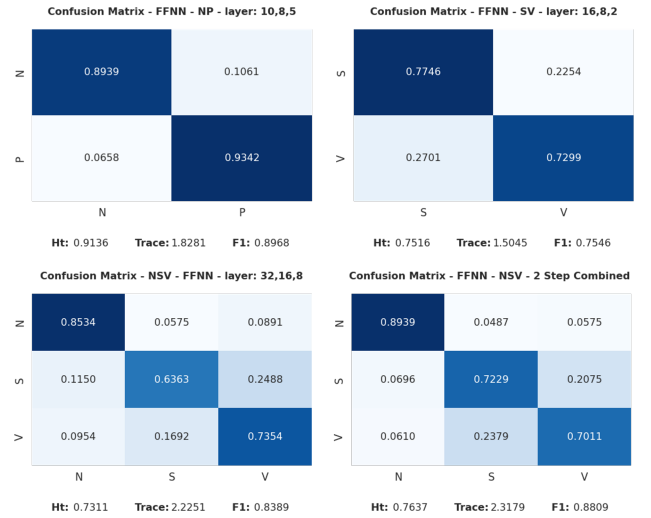 Confusion Matrix - FFNN - NP - layer: 10,8,5
N 0.8939 0.1061
P 0.0658 0.9342
N P
Ht: 0.9136 Trace: 1.8281 F1: 0.8968
Confusion Matrix - FFNN - SV - layer: 16,8,2
S 0.7746 0.2254
V 0.2701 0.7299
S V
Ht: 0.7516 Trace: 1.5045 F1: 0.7546
Confusion Matrix - NSV - FFNN - layer: 32,16,8
N 0.8534 0.0575 0.0891
S 0.1150 0.6363 0.2488
V 0.0954 0.1692 0.7354
N S V
Ht: 0.7311 Trace: 2.2251 F1: 0.8389
Confusion Matrix - FFNN - NSV - 2 Step Combined
N 0.8939 0.0487 0.0575
S 0.0696 0.7229 0.2075
V 0.0610 0.2379 0.7011
N S V
Ht: 0.7637 Trace: 2.3179 F1: 0.8809